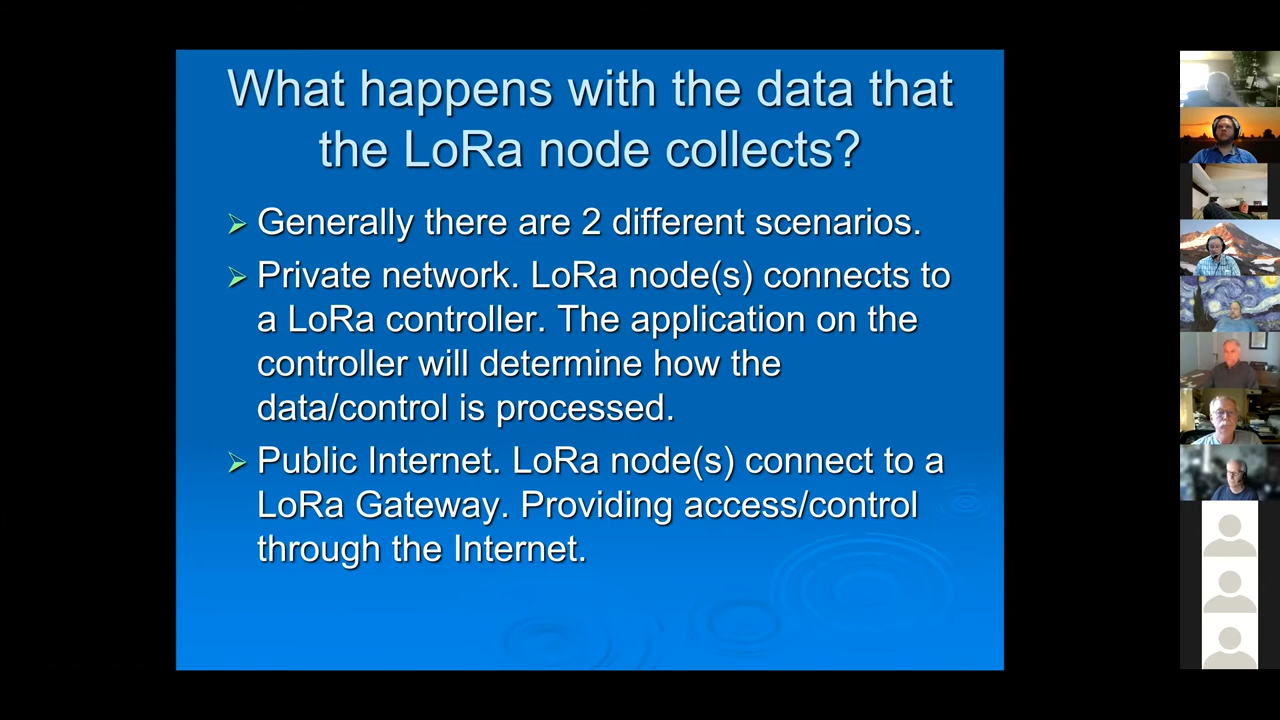 What happens with the data that
the LoRa node collects?
Generally there are 2 different scenarios.
Private network. LoRa node(s) connects to
a LoRa controller. The application on the
controller will determine how the
data/control is processed.
Public Internet. LoRa node(s) connect to a
LoRa Gateway. Providing access/control
through the Internet.